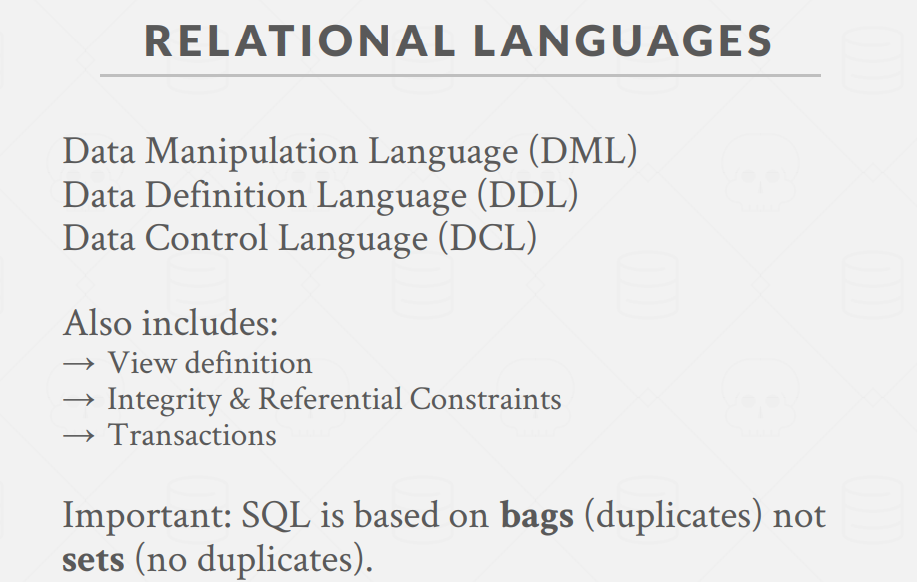 RELATIONAL LANGUAGES
Data Manipulation Language (DML)
Data Definition Language (DDL)
Data Control Language (DCL)
Also includes:
→ View definition
→ Integrity & Referential Constraints
→ Transactions
Important: SQL is based on bags (duplicates) not
sets (no duplicates).